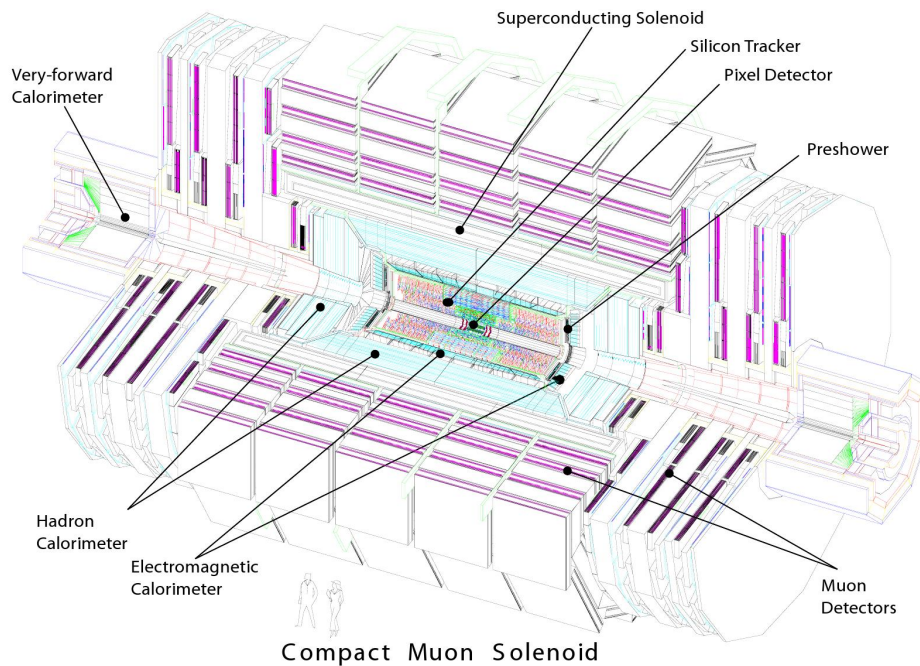 Superconducting Solenoid
Silicon Tracker
Pixel Detector
Very-forward
Calorimeter
Preshower
Hadron
Calorimeter
Electromagnetic
Calorimeter
Muon
Detectors
Compact Muon Solenoid